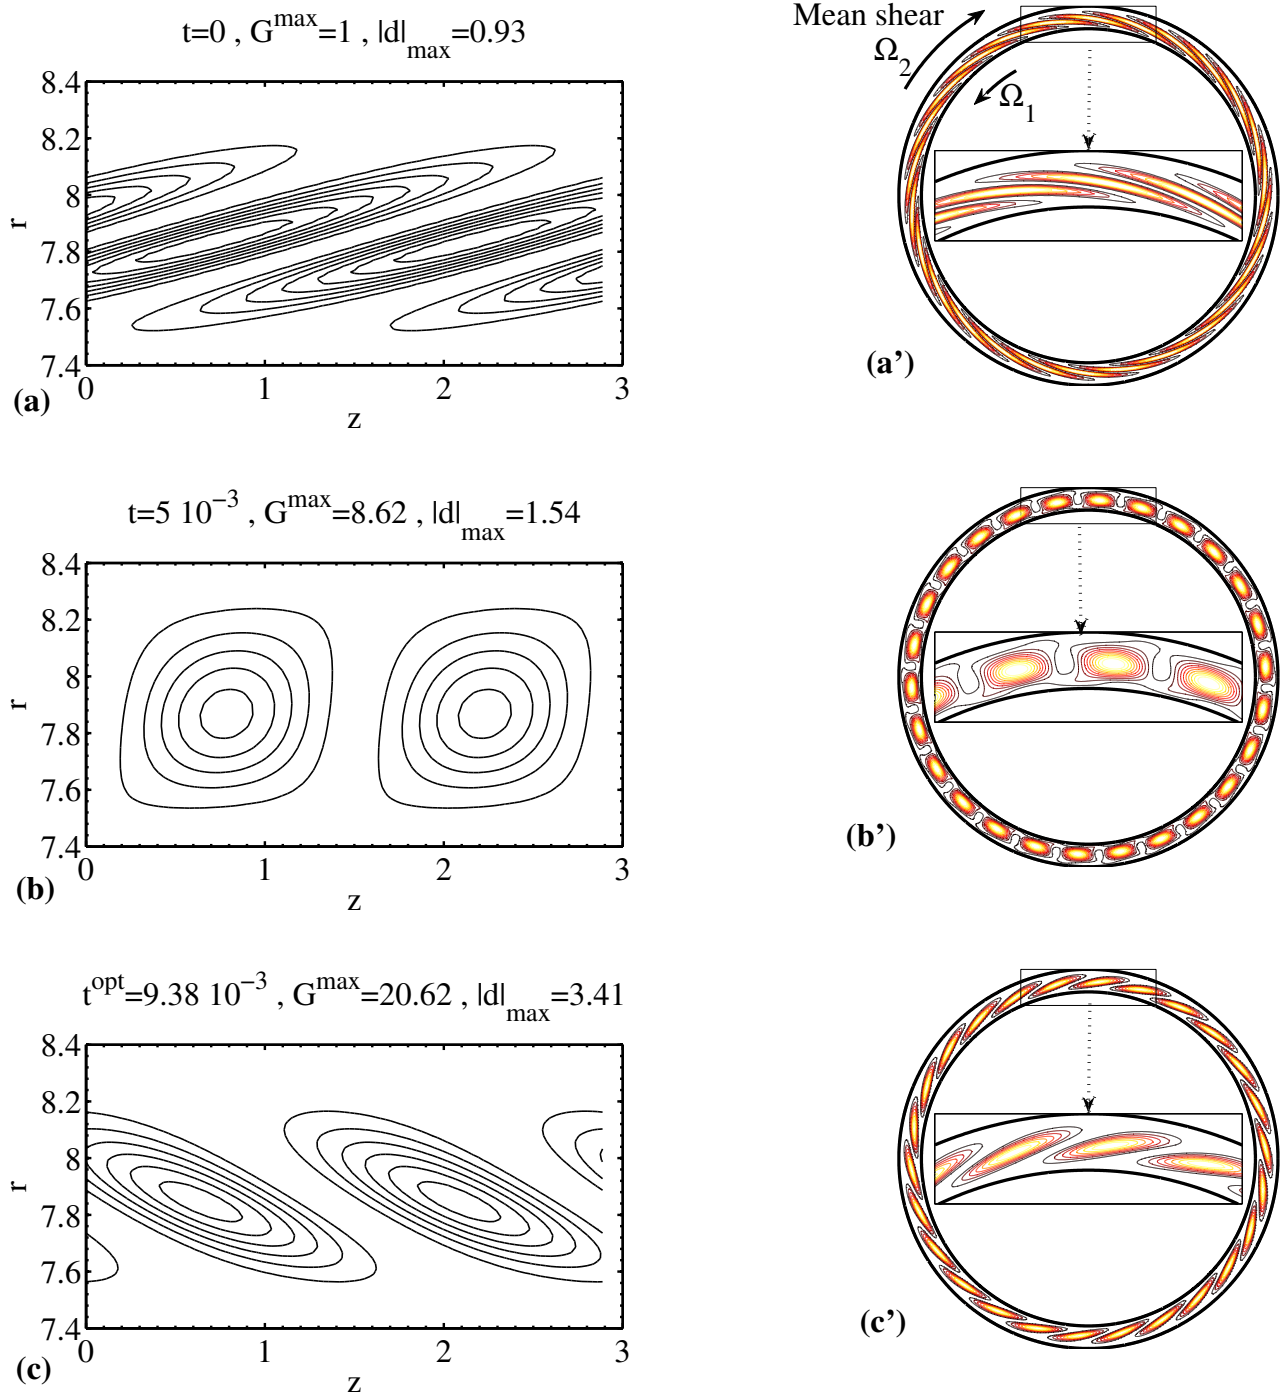 t=0 , G^max=1 , |d|_max=0.93
8.4
8.2
8
7.8
7.6
7.4
r
0 1 2 3
z
(a)
Mean shear
Ω_2
Ω_1
(a’)
t=5 10^−3 , G^max=8.62 , |d|_max=1.54
8.4
8.2
8
7.8
7.6
7.4
r
0 1 2 3
z
(b)
(b’)
t^opt=9.38 10^−3 , G^max=20.62 , |d|_max=3.41
8.4
8.2
8
7.8
7.6
7.4
r
0 1 2 3
z
(c)
(c’)